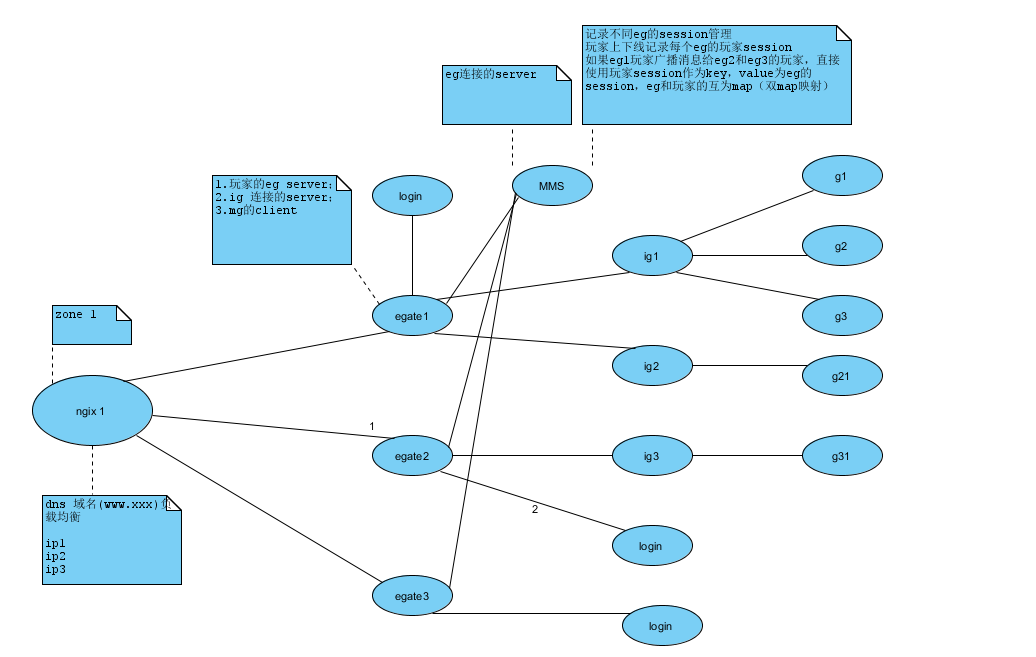 记录不同eg的session管理
玩家上下线记录每个eg的玩家session
如果eg1玩家广播消息给eg2和eg3的玩家，直接
使用玩家session作为key，value为eg的
session，eg和玩家的互为map（双map映射）
eg连接的server
1.玩家的eg server;
2.ig 连接的server;
3.mg的client
login
MMS
g1
g2
ig1
g3
egate1
zone 1
ig2
g21
ngix 1
1
egate2
ig3
g31
dns 域名(www.xxx)负
载均衡
ip1
ip2
ip3
2
login
egate3
login